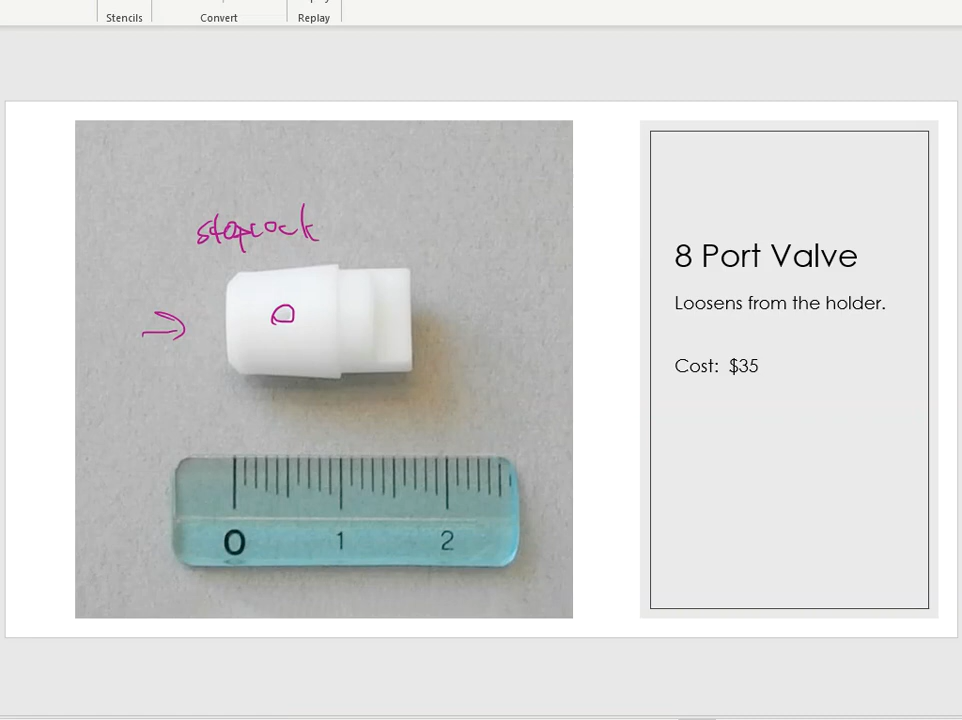 Stencils
Convert
Replay
stopcock
8 Port Valve
Loosens from the holder.
Cost: $35
0 1 2